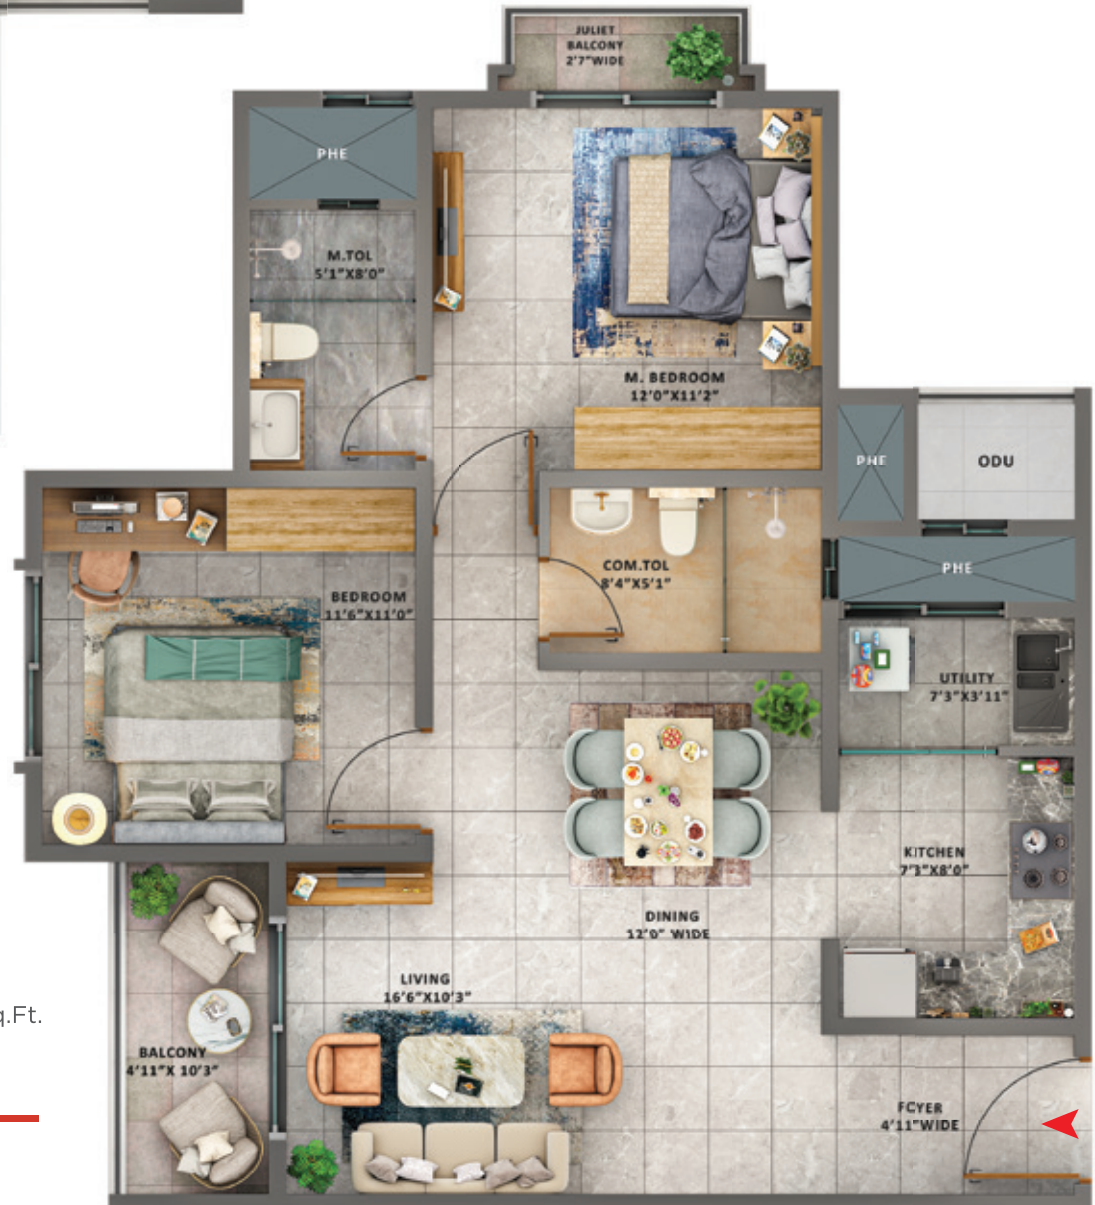 JULIET
BALCONY
2'7"WIDE
PHE
M.TOL
5'1"X8'0"
M. BEDROOM
12'0"X11'2"
PHE
ODU
COM.TOL
8'4"X5'1"
PHE
BEDROOM
11'6"X11'0"
UTILITY
7'3"X3'11"
KITCHEN
7'3"X8'0"
DINING
12'0" WIDE
LIVING
16'6"X10'3"
q.Ft.
BALCONY
4'11"X 10'3"
FOYER
4'11"WIDE